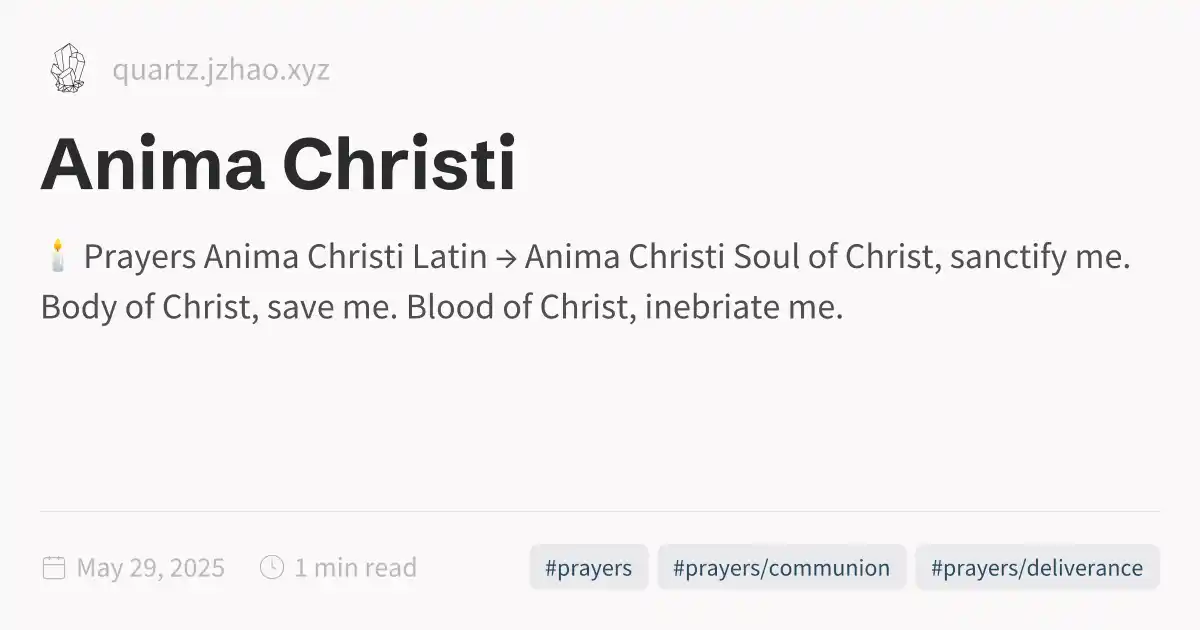 quartz.jzhao.xyz
Anima Christi
🕯️ Prayers Anima Christi Latin → Anima Christi Soul of Christ, sanctify me.
Body of Christ, save me. Blood of Christ, inebriate me.
May 29, 2025 1 min read #prayers #prayers/communion #prayers/deliverance